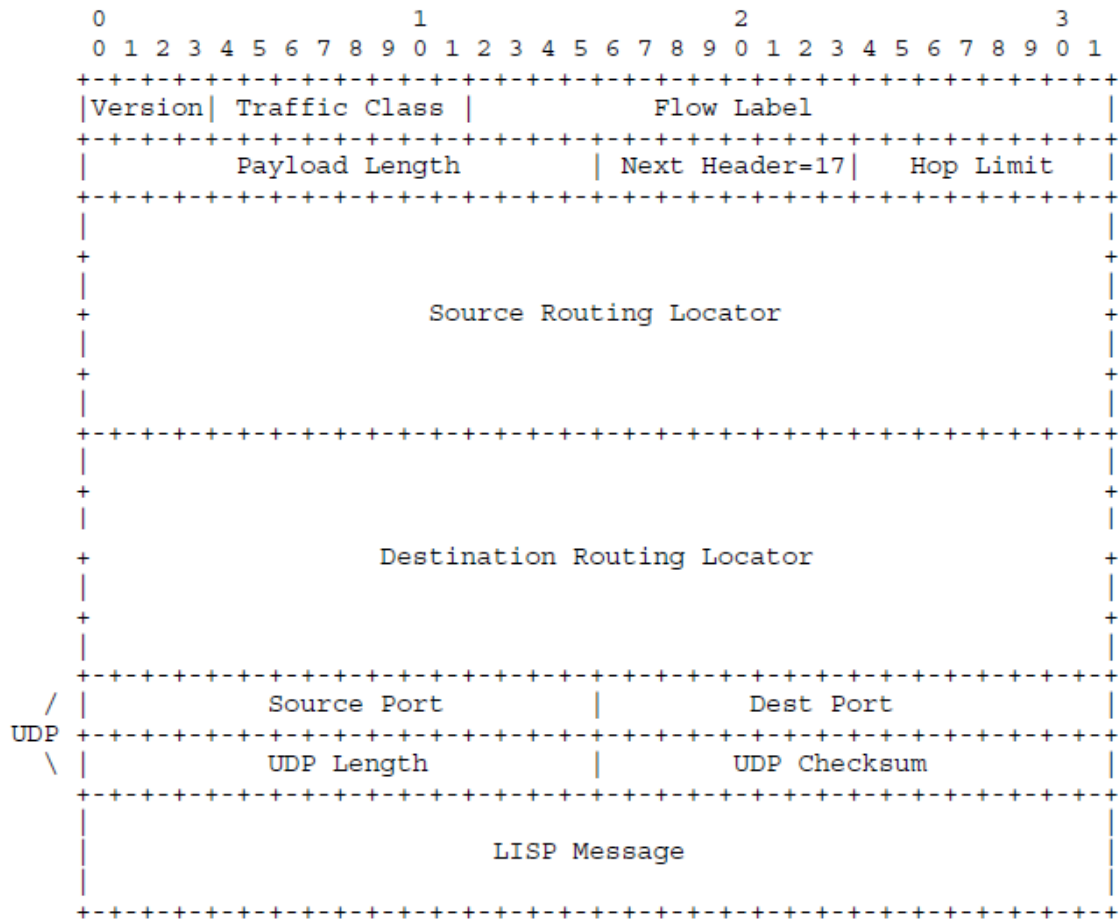 0                   1                   2                   3
 0 1 2 3 4 5 6 7 8 9 0 1 2 3 4 5 6 7 8 9 0 1 2 3 4 5 6 7 8 9 0 1
+-+-+-+-+-+-+-+-+-+-+-+-+-+-+-+-+-+-+-+-+-+-+-+-+-+-+-+-+-+-+-+-+
|Version| Traffic Class |           Flow Label                  |
+-+-+-+-+-+-+-+-+-+-+-+-+-+-+-+-+-+-+-+-+-+-+-+-+-+-+-+-+-+-+-+-+
|         Payload Length        | Next Header=17|   Hop Limit   |
+-+-+-+-+-+-+-+-+-+-+-+-+-+-+-+-+-+-+-+-+-+-+-+-+-+-+-+-+-+-+-+-+
|                                                               |
+                                                               +
|                                                               |
+                     Source Routing Locator                    +
|                                                               |
+                                                               +
|                                                               |
+-+-+-+-+-+-+-+-+-+-+-+-+-+-+-+-+-+-+-+-+-+-+-+-+-+-+-+-+-+-+-+-+
|                                                               |
+                                                               +
|                                                               |
+                  Destination Routing Locator                  +
|                                                               |
+                                                               +
|                                                               |
+-+-+-+-+-+-+-+-+-+-+-+-+-+-+-+-+-+-+-+-+-+-+-+-+-+-+-+-+-+-+-+-+
/ |           Source Port         |         Dest Port             |
UDP +-+-+-+-+-+-+-+-+-+-+-+-+-+-+-+-+-+-+-+-+-+-+-+-+-+-+-+-+-+-+-+-+
\ |           UDP Length          |        UDP Checksum           |
+-+-+-+-+-+-+-+-+-+-+-+-+-+-+-+-+-+-+-+-+-+-+-+-+-+-+-+-+-+-+-+-+
|                                                               |
|                         LISP Message                          |
|                                                               |
+-+-+-+-+-+-+-+-+-+-+-+-+-+-+-+-+-+-+-+-+-+-+-+-+-+-+-+-+-+-+-+-+